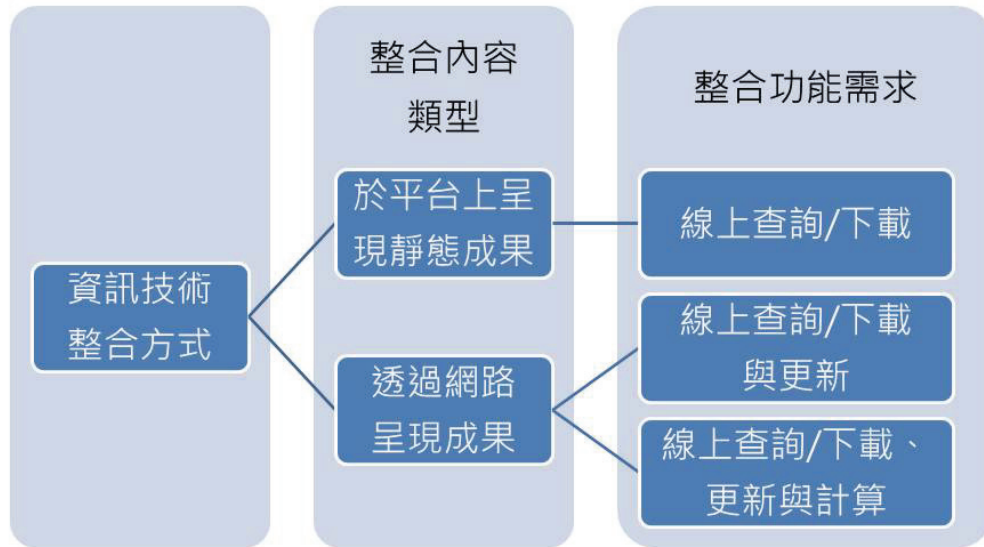 資訊技術
整合方式
整合內容
類型
於平台上呈
現靜態成果
透過網路
呈現成果
整合功能需求
線上查詢/下載
線上查詢/下載
與更新
線上查詢/下載、
更新與計算